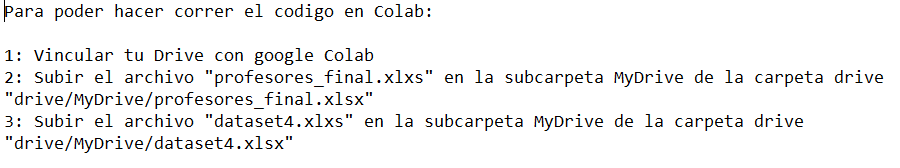 Para poder hacer correr el codigo en Colab:
1: Vincular tu Drive con google Colab
2: Subir el archivo "profesores_final.xlxs" en la subcarpeta MyDrive de la carpeta drive
"drive/MyDrive/profesores_final.xlsx"
3: Subir el archivo "dataset4.xlxs" en la subcarpeta MyDrive de la carpeta drive
"drive/MyDrive/dataset4.xlsx"